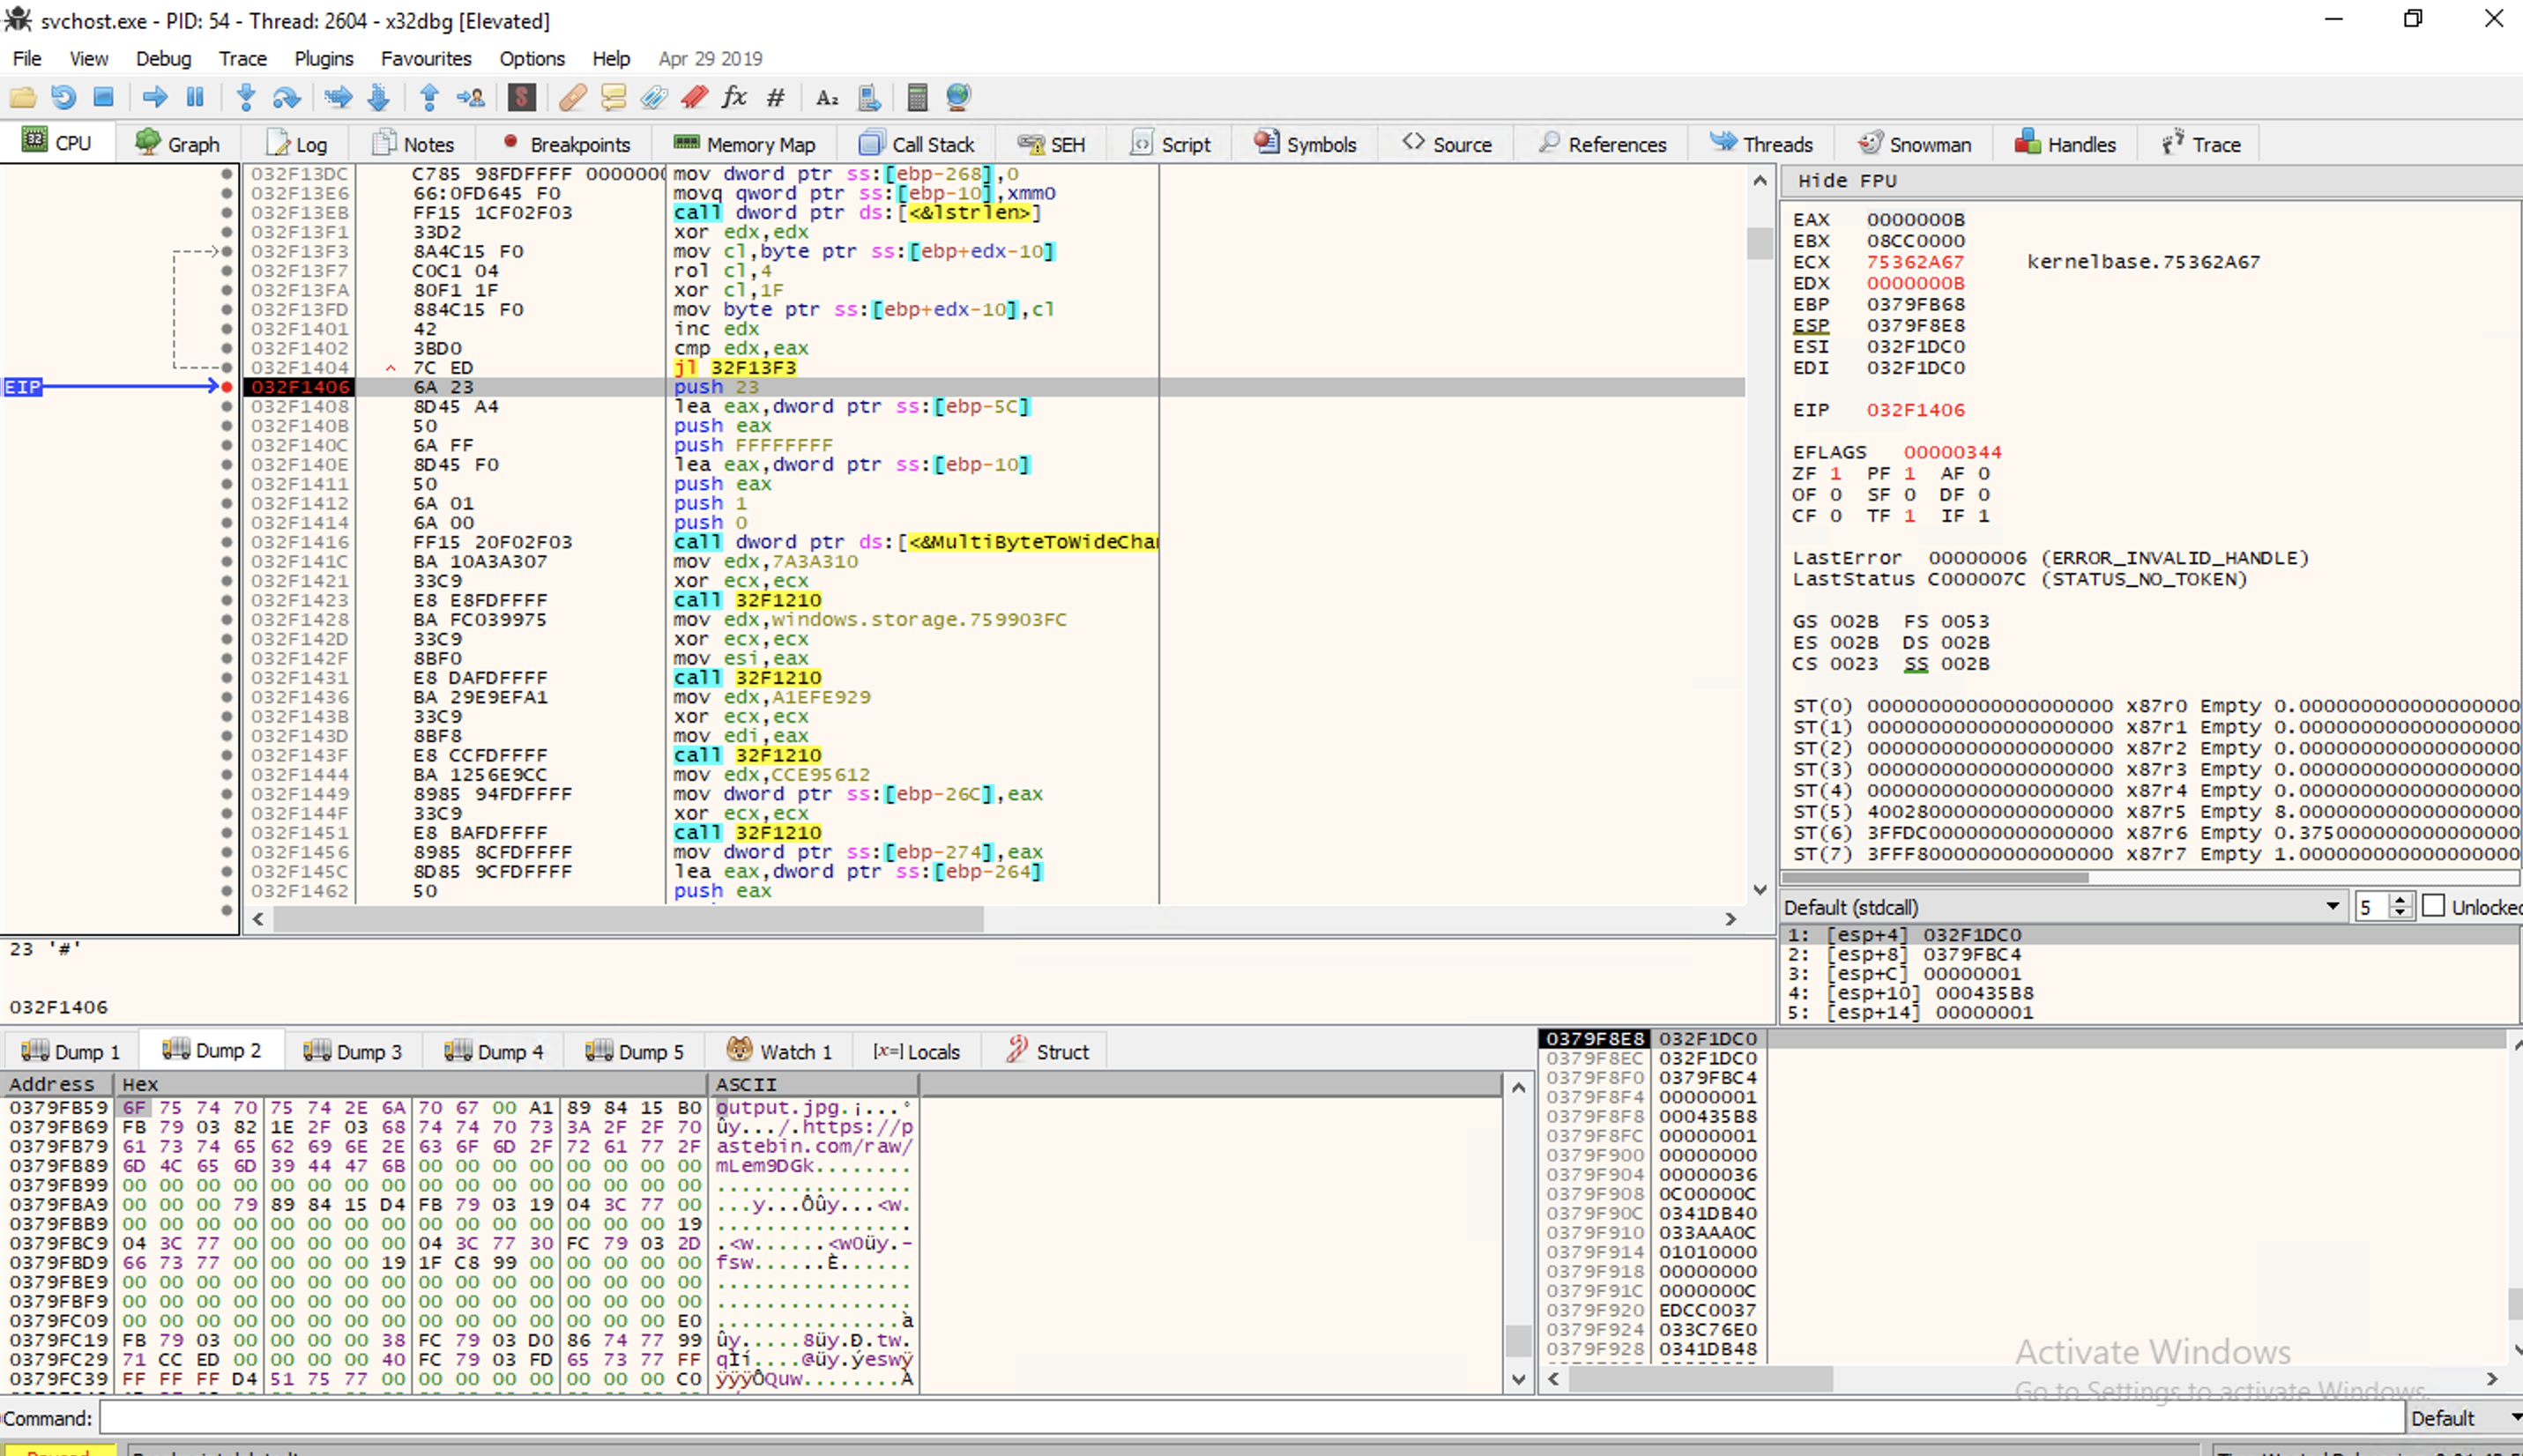 svchost.exe - PID: 54 - Thread: 2604 - x32dbg [Elevated]
File View Debug Trace Plugins Favourites Options Help Apr 29 2019
CPU Graph Log Notes Breakpoints Memory Map Call Stack SEH Script Symbols Source References Threads Snowman Handles Trace
032F13DC C785 98FDFFFF 0000000 mov dword ptr ss:[ebp-268],0
032F13E6 66:0FD645 F0 movq qword ptr ss:[ebp-10],xmm0
032F13EB FF15 1CF02F03 call dword ptr ds:[<&lstrlen>]
032F13F1 33D2 xor edx,edx
032F13F3 8A4C15 F0 mov cl,byte ptr ss:[ebp+edx-10]
032F13F7 C0C1 04 rol cl,4
032F13FA 80F1 1F xor cl,1F
032F13FD 884C15 F0 mov byte ptr ss:[ebp+edx-10],cl
032F1401 42 inc edx
032F1402 3BD0 cmp edx,eax
032F1404 ^ 7C ED jl 32F13F3
EIP 032F1406 6A 23 push 23
032F1408 8D45 A4 lea eax,dword ptr ss:[ebp-5C]
032F140B 50 push eax
032F140C 6A FF push FFFFFFFF
032F140E 8D45 F0 lea eax,dword ptr ss:[ebp-10]
032F1411 50 push eax
032F1412 6A 01 push 1
032F1414 6A 00 push 0
032F1416 FF15 20F02F03 call dword ptr ds:[<&MultiByteToWideChar
032F141C BA 10A3A307 mov edx,7A3A310
032F1421 33C9 xor ecx,ecx
032F1423 E8 E8FDFFFF call 32F1210
032F1428 BA FC039975 mov edx,windows.storage.759903FC
032F142D 33C9 xor ecx,ecx
032F142F 8BF0 mov esi,eax
032F1431 E8 DAFDFFFF call 32F1210
032F1436 BA 29E9EFA1 mov edx,A1EFE929
032F143B 33C9 xor ecx,ecx
032F143D 8BF8 mov edi,eax
032F143F E8 CCFDFFFF call 32F1210
032F1444 BA 1256E9CC mov edx,CCE95612
032F1449 8985 94FDFFFF mov dword ptr ss:[ebp-26C],eax
032F144F 33C9 xor ecx,ecx
032F1451 E8 BAFDFFFF call 32F1210
032F1456 8985 8CFDFFFF mov dword ptr ss:[ebp-274],eax
032F145C 8D85 9CFDFFFF lea eax,dword ptr ss:[ebp-264]
032F1462 50 push eax
Hide FPU
EAX 0000000B
EBX 08CC0000
ECX 75362A67 kernelbase.75362A67
EDX 0000000B
EBP 0379FB68
ESP 0379F8E8
ESI 032F1DC0
EDI 032F1DC0
EIP 032F1406
EFLAGS 00000344
ZF 1 PF 1 AF 0
OF 0 SF 0 DF 0
CF 0 TF 1 IF 1
LastError 00000006 (ERROR_INVALID_HANDLE)
LastStatus C000007C (STATUS_NO_TOKEN)
GS 002B FS 0053
ES 002B DS 002B
CS 0023 SS 002B
ST(0) 00000000000000000000 x87r0 Empty 0.000000000000000000
ST(1) 00000000000000000000 x87r1 Empty 0.000000000000000000
ST(2) 00000000000000000000 x87r2 Empty 0.000000000000000000
ST(3) 00000000000000000000 x87r3 Empty 0.000000000000000000
ST(4) 00000000000000000000 x87r4 Empty 0.000000000000000000
ST(5) 40028000000000000000 x87r5 Empty 8.000000000000000000
ST(6) 3FFDC000000000000000 x87r6 Empty 0.375000000000000000
ST(7) 3FFF8000000000000000 x87r7 Empty 1.000000000000000000
Default (stdcall) 5 Unlocked
1: [esp+4] 032F1DC0
2: [esp+8] 0379FBC4
3: [esp+C] 00000001
4: [esp+10] 000435B8
5: [esp+14] 00000001
23 '#'
032F1406
Dump 1 Dump 2 Dump 3 Dump 4 Dump 5 Watch 1 [x=] Locals Struct
Address Hex ASCII
0379FB59 6F 75 74 70 75 74 2E 6A 70 67 00 A1 89 84 15 B0 output.jpg.¡...°
0379FB69 FB 79 03 82 1E 2F 03 68 74 74 70 73 3A 2F 2F 70 ûy.../.https://p
0379FB79 61 73 74 65 62 69 6E 2E 63 6F 6D 2F 72 61 77 2F astebin.com/raw/
0379FB89 6D 4C 65 6D 39 44 47 6B 00 00 00 00 00 00 00 00 mLem9DGk........
0379FB99 00 00 00 00 00 00 00 00 00 00 00 00 00 00 00 00 ................
0379FBA9 00 00 00 79 89 84 15 D4 FB 79 03 19 04 3C 77 00 ...y...Ôûy...<w.
0379FBB9 00 00 00 00 00 00 00 00 00 00 00 00 00 00 00 19 ................
0379FBC9 04 3C 77 00 00 00 00 00 04 3C 77 30 FC 79 03 2D .<w......<w0üy.-
0379FBD9 66 73 77 00 00 00 00 19 1F C8 99 00 00 00 00 00 fsw......È......
0379FBE9 00 00 00 00 00 00 00 00 00 00 00 00 00 00 00 00 ................
0379FBF9 00 00 00 00 00 00 00 00 00 00 00 00 00 00 00 00 ................
0379FC09 00 00 00 00 00 00 00 00 00 00 00 00 00 00 00 E0 ...............à
0379FC19 FB 79 03 00 00 00 00 38 FC 79 03 D0 86 74 77 99 ûy.....8üy.Ð.tw.
0379FC29 71 CC ED 00 00 00 00 40 FC 79 03 FD 65 73 77 FF qÌí....@üy.ýeswÿ
0379FC39 FF FF FF D4 51 75 77 00 00 00 00 00 00 00 00 C0 ÿÿÿÔQuw........À
0379F8E8 032F1DC0
0379F8EC 032F1DC0
0379F8F0 0379FBC4
0379F8F4 00000001
0379F8F8 000435B8
0379F8FC 00000001
0379F900 00000000
0379F904 00000036
0379F908 0C00000C
0379F90C 0341DB40
0379F910 033AAA0C
0379F914 01010000
0379F918 00000000
0379F91C 0000000C
0379F920 EDCC0037
0379F924 033C76E0
0379F928 0341DB48
Activate Windows
Go to Settings to activate Windows.
Command: Default